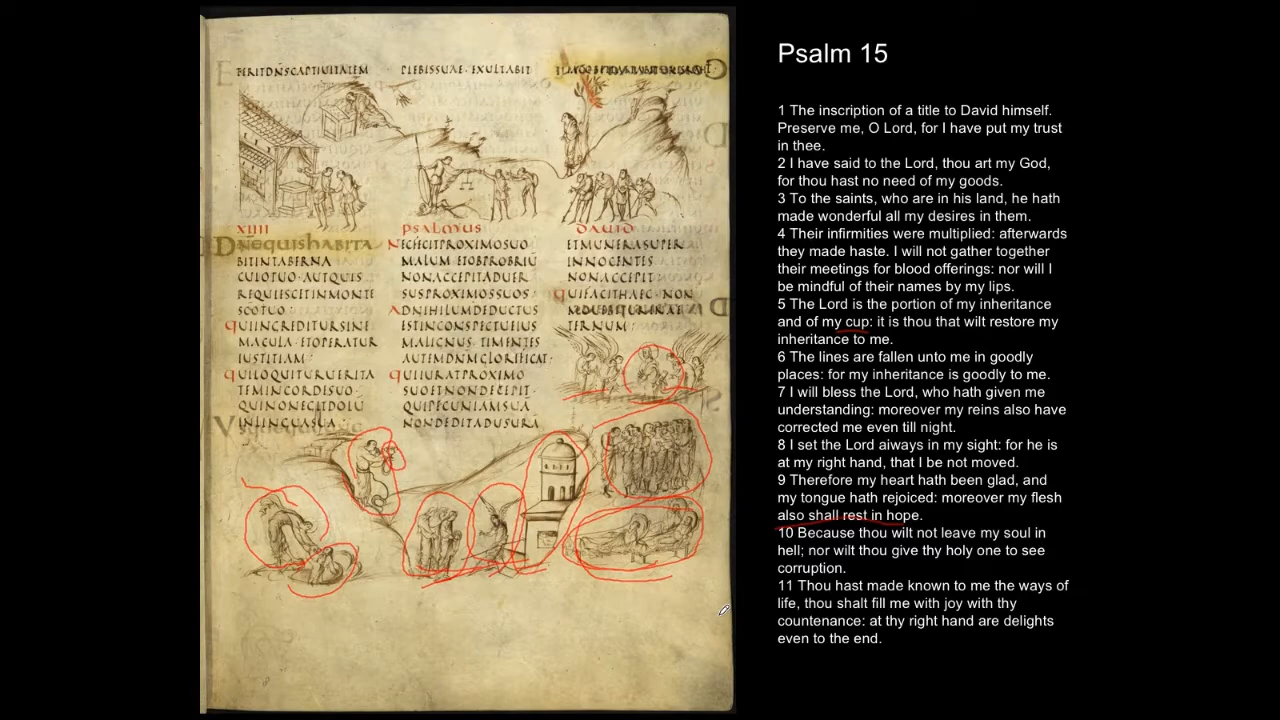 PERITDNSCAPTIUITATEM
PLEBISSUAE · EXULTABIT
XIIII
PSALMUS
DAUID
DNEQUISHABITA
BITINTABERNA
CULOTUO · AUTQUIS
REQUIESCETINMONTE
SCOTUO ·
QUIINGREDITURSINE
MACULA · ETOPERATUR
IUSTITIAM ·
QUILOQUITURUERITA
TEMINCORDESUO ·
QUINONEGITDOLŪ
INLINGUASUA
NECFECITPROXIMOSUO
MALUM ETOBPROBRIŪ
NONACCEPITADUER
SUSPROXIMOSSUOS ·
ADNIHILUMDEDUCTUS
ESTINCONSPECTUEIUS
MALIGNUS · TIMENTES
AUTEMDNMGLORIFICAT ·
QUIIURATPROXIMO
SUOETNONDECEPIT ·
QUIPECUNIAMSUĀ
NONDEDITADUSURĀ
ETMUNERASUPER
INNOCENTES
NONACCEPIT ·
QUIFACITHAEC · NON
MOUEBITURINAE
TERNUM
Psalm 15
1 The inscription of a title to David himself.
Preserve me, O Lord, for I have put my trust
in thee.
2 I have said to the Lord, thou art my God,
for thou hast no need of my goods.
3 To the saints, who are in his land, he hath
made wonderful all my desires in them.
4 Their infirmities were multiplied: afterwards
they made haste. I will not gather together
their meetings for blood offerings: nor will I
be mindful of their names by my lips.
5 The Lord is the portion of my inheritance
and of my cup: it is thou that wilt restore my
inheritance to me.
6 The lines are fallen unto me in goodly
places: for my inheritance is goodly to me.
7 I will bless the Lord, who hath given me
understanding: moreover my reins also have
corrected me even till night.
8 I set the Lord aiways in my sight: for he is
at my right hand, that I be not moved.
9 Therefore my heart hath been glad, and
my tongue hath rejoiced: moreover my flesh
also shall rest in hope.
10 Because thou wilt not leave my soul in
hell; nor wilt thou give thy holy one to see
corruption.
11 Thou hast made known to me the ways of
life, thou shalt fill me with joy with thy
countenance: at thy right hand are delights
even to the end.